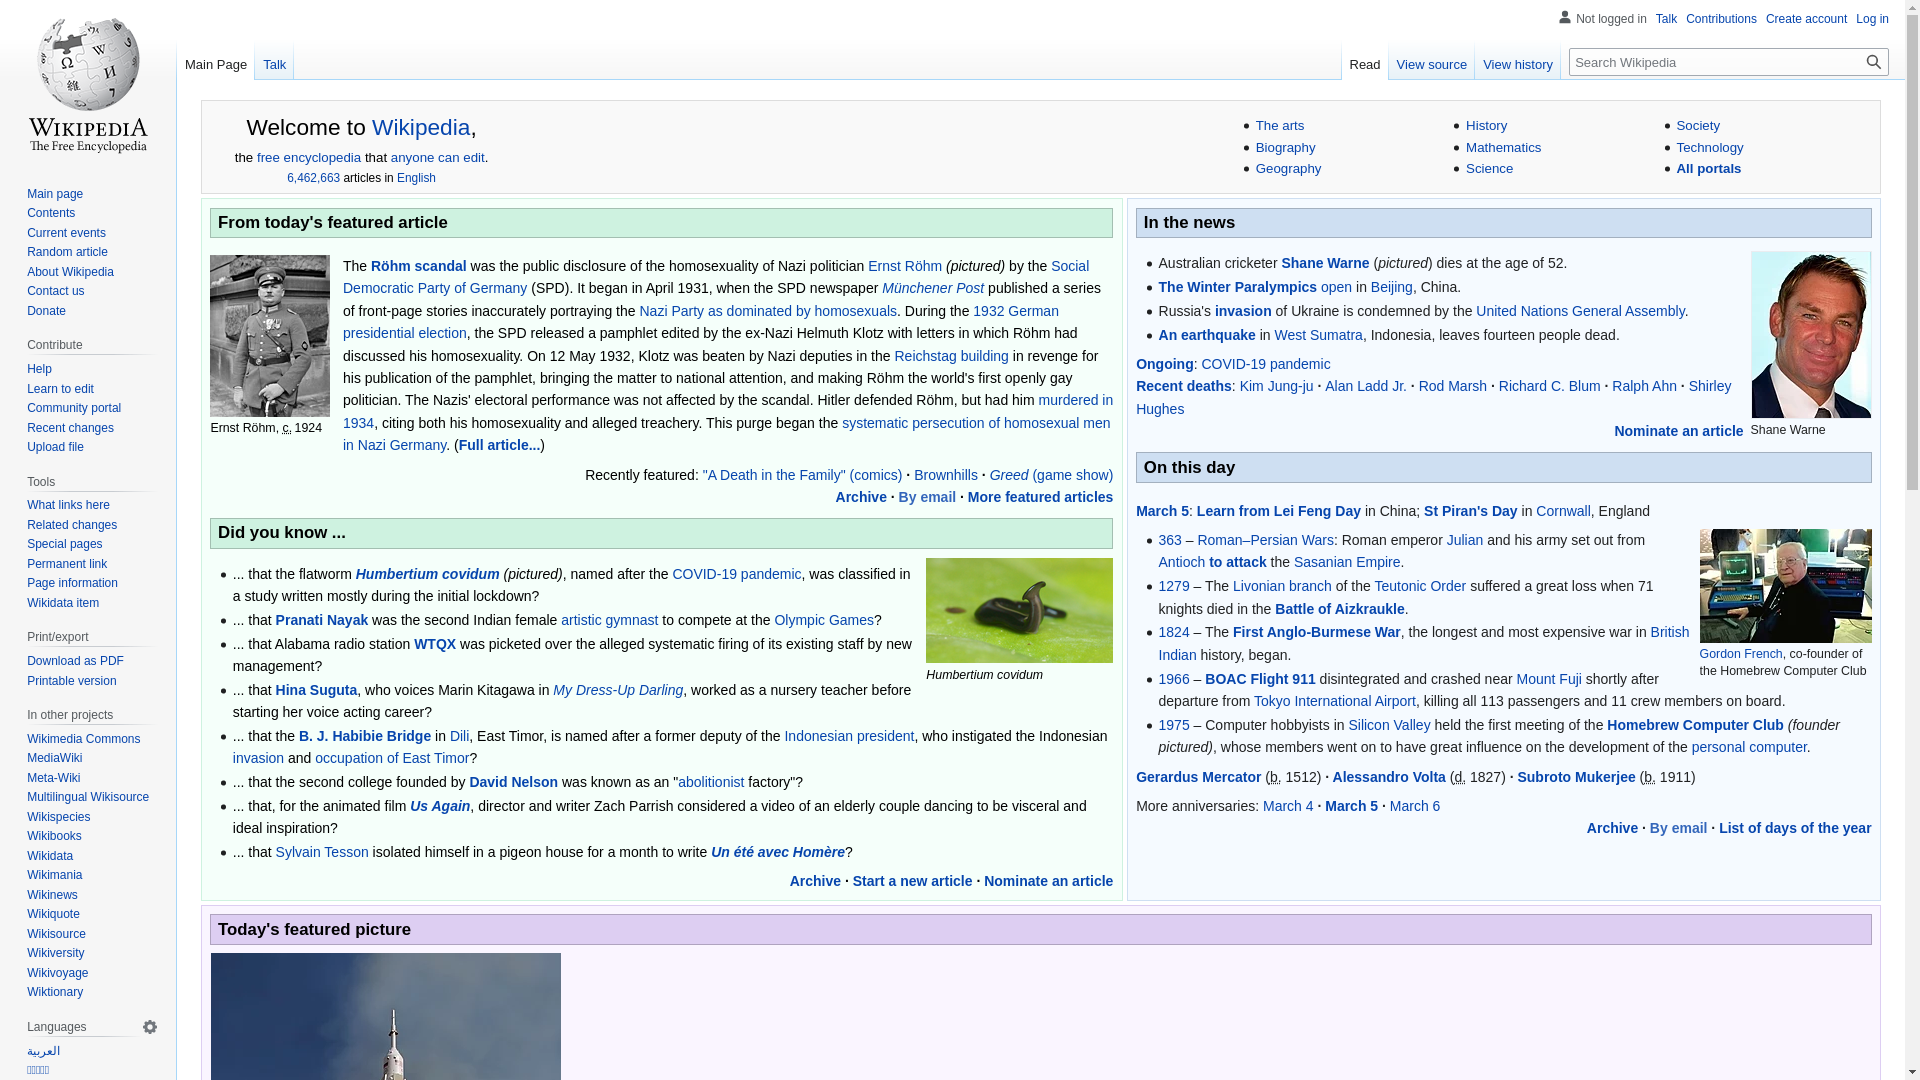 Not logged in Talk Contributions Create account Log in
Main Page Talk
Read View source View history Search Wikipedia
WIKIPEDIA
The Free Encyclopedia
Main page
Contents
Current events
Random article
About Wikipedia
Contact us
Donate
Contribute
Help
Learn to edit
Community portal
Recent changes
Upload file
Tools
What links here
Related changes
Special pages
Permanent link
Page information
Wikidata item
Print/export
Download as PDF
Printable version
In other projects
Wikimedia Commons
MediaWiki
Meta-Wiki
Multilingual Wikisource
Wikispecies
Wikibooks
Wikidata
Wikimania
Wikinews
Wikiquote
Wikisource
Wikiversity
Wikivoyage
Wiktionary
Languages
العربية
Welcome to Wikipedia,
the free encyclopedia that anyone can edit.
6,462,663 articles in English
The arts
Biography
Geography
History
Mathematics
Science
Society
Technology
All portals
From today's featured article
Ernst Röhm, c. 1924
The Röhm scandal was the public disclosure of the homosexuality of Nazi politician Ernst Röhm (pictured) by the Social
Democratic Party of Germany (SPD). It began in April 1931, when the SPD newspaper Münchener Post published a series
of front-page stories inaccurately portraying the Nazi Party as dominated by homosexuals. During the 1932 German
presidential election, the SPD released a pamphlet edited by the ex-Nazi Helmuth Klotz with letters in which Röhm had
discussed his homosexuality. On 12 May 1932, Klotz was beaten by Nazi deputies in the Reichstag building in revenge for
his publication of the pamphlet, bringing the matter to national attention, and making Röhm the world's first openly gay
politician. The Nazis' electoral performance was not affected by the scandal. Hitler defended Röhm, but had him murdered in
1934, citing both his homosexuality and alleged treachery. This purge began the systematic persecution of homosexual men
in Nazi Germany. (Full article...)
Recently featured: "A Death in the Family" (comics) · Brownhills · Greed (game show)
Archive · By email · More featured articles
Did you know ...
Humbertium covidum
... that the flatworm Humbertium covidum (pictured), named after the COVID-19 pandemic, was classified in
a study written mostly during the initial lockdown?
... that Pranati Nayak was the second Indian female artistic gymnast to compete at the Olympic Games?
... that Alabama radio station WTQX was picketed over the alleged systematic firing of its existing staff by new
management?
... that Hina Suguta, who voices Marin Kitagawa in My Dress-Up Darling, worked as a nursery teacher before
starting her voice acting career?
... that the B. J. Habibie Bridge in Dili, East Timor, is named after a former deputy of the Indonesian president, who instigated the Indonesian
invasion and occupation of East Timor?
... that the second college founded by David Nelson was known as an "abolitionist factory"?
... that, for the animated film Us Again, director and writer Zach Parrish considered a video of an elderly couple dancing to be visceral and
ideal inspiration?
... that Sylvain Tesson isolated himself in a pigeon house for a month to write Un été avec Homère?
Archive · Start a new article · Nominate an article
In the news
Shane Warne
Australian cricketer Shane Warne (pictured) dies at the age of 52.
The Winter Paralympics open in Beijing, China.
Russia's invasion of Ukraine is condemned by the United Nations General Assembly.
An earthquake in West Sumatra, Indonesia, leaves fourteen people dead.
Ongoing: COVID-19 pandemic
Recent deaths: Kim Jung-ju · Alan Ladd Jr. · Rod Marsh · Richard C. Blum · Ralph Ahn · Shirley
Hughes
Nominate an article
On this day
March 5: Learn from Lei Feng Day in China; St Piran's Day in Cornwall, England
Gordon French, co-founder of
the Homebrew Computer Club
363 – Roman–Persian Wars: Roman emperor Julian and his army set out from
Antioch to attack the Sasanian Empire.
1279 – The Livonian branch of the Teutonic Order suffered a great loss when 71
knights died in the Battle of Aizkraukle.
1824 – The First Anglo-Burmese War, the longest and most expensive war in British
Indian history, began.
1966 – BOAC Flight 911 disintegrated and crashed near Mount Fuji shortly after
departure from Tokyo International Airport, killing all 113 passengers and 11 crew members on board.
1975 – Computer hobbyists in Silicon Valley held the first meeting of the Homebrew Computer Club (founder
pictured), whose members went on to have great influence on the development of the personal computer.
Gerardus Mercator (b. 1512) · Alessandro Volta (d. 1827) · Subroto Mukerjee (b. 1911)
More anniversaries: March 4 · March 5 · March 6
Archive · By email · List of days of the year
Today's featured picture